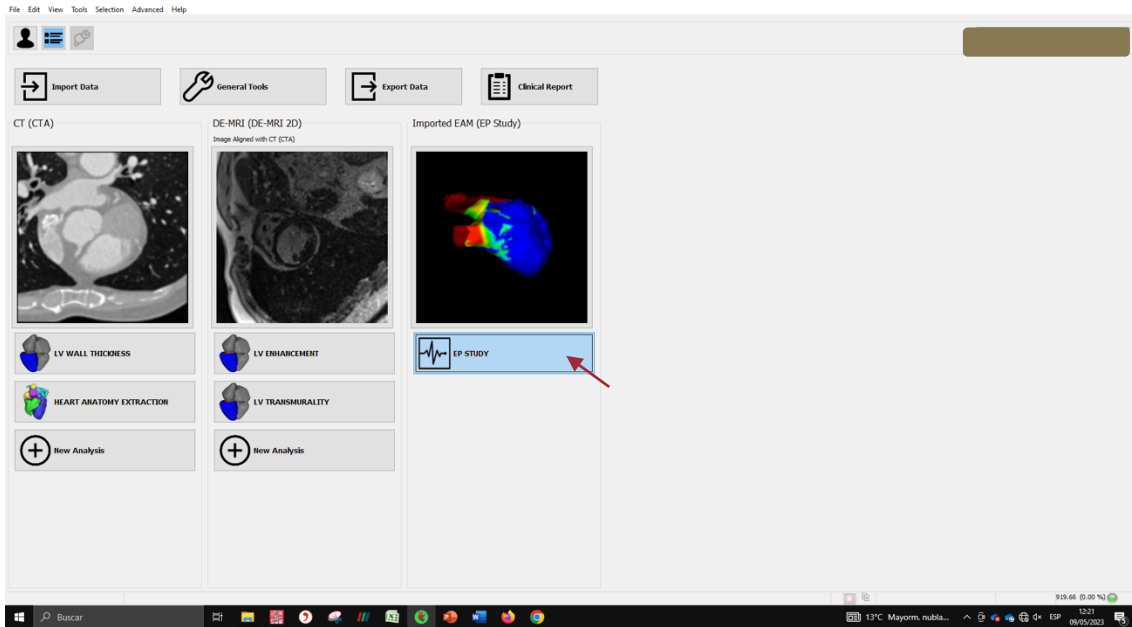 File Edit View Tools Selection Advanced Help
Import Data
General Tools
Export Data
Clinical Report
CT (CTA)
DE-MRI (DE-MRI 2D)
Imported EAM (EP Study)
Image Aligned with CT (CTA)
LV WALL THICKNESS
LV ENHANCEMENT
EP STUDY
HEART ANATOMY EXTRACTION
LV TRANSMURALITY
New Analysis
New Analysis
919.66 (0.00 %)
Buscar
13°C Mayorm. nubla...
ESP
12:21
09/05/2023